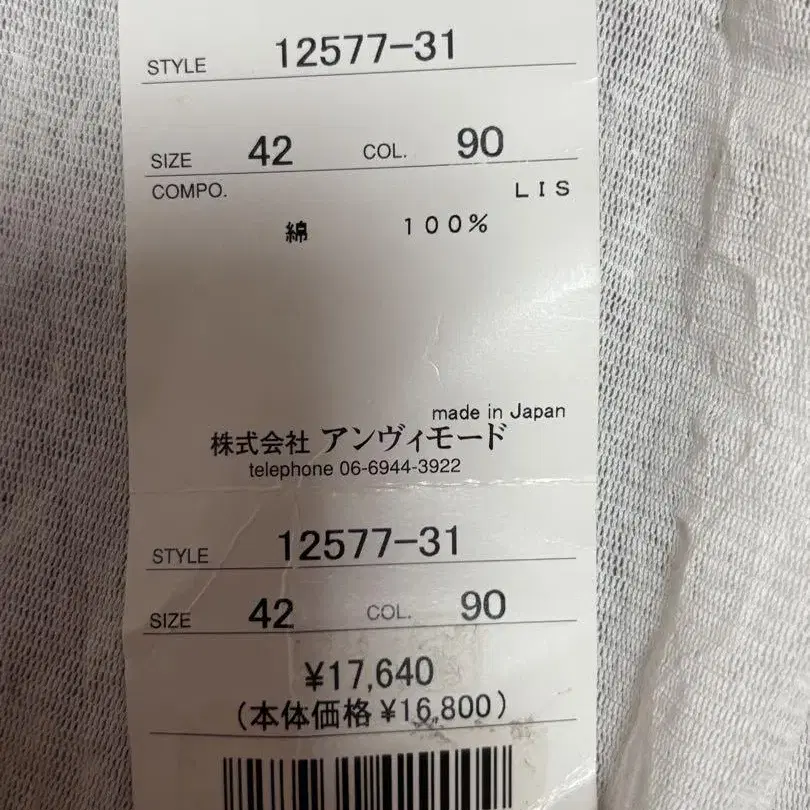 STYLE 12577-31
SIZE 42 COL. 90
COMPO. LIS
綿 100%
made in Japan
株式会社 アンヴィモード
telephone 06-6944-3922
STYLE 12577-31
SIZE 42 COL. 90
¥17,640
(本体価格 ¥16,800)